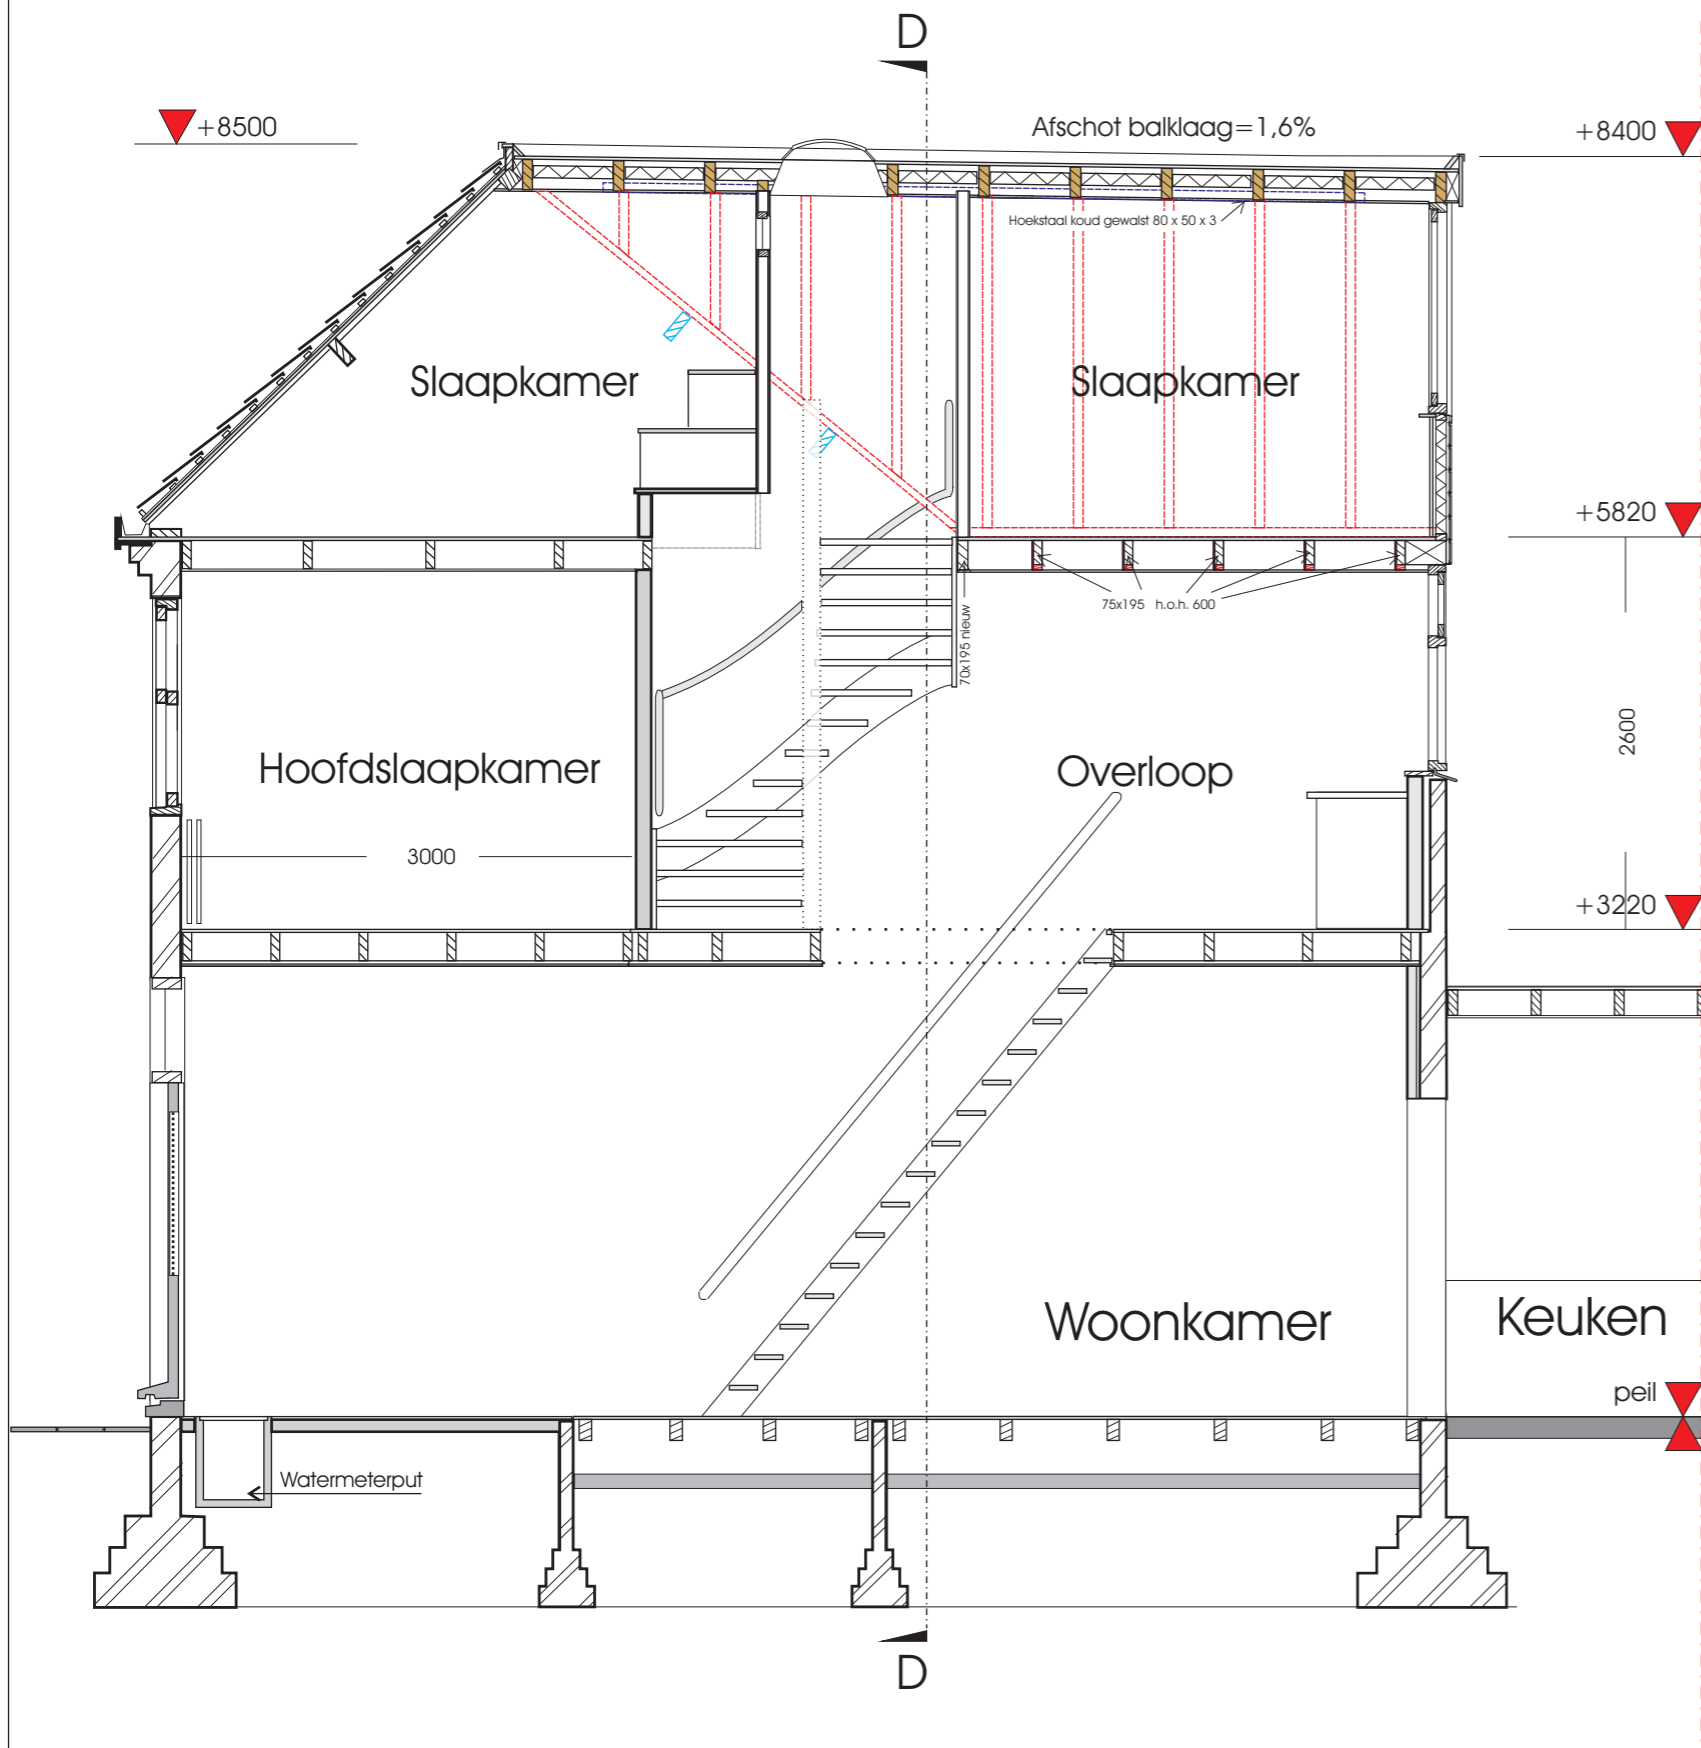 D
+8500
Afschot balklaag=1,6%
+8400
Hoekstaal koud gewalst 80 x 50 x 3
Slaapkamer
Slaapkamer
+5820
75x195 h.o.h. 600
70x195 nieuw
2600
Hoofdslaapkamer
Overloop
3000
+3220
Woonkamer
Keuken
peil
Watermeterput
D